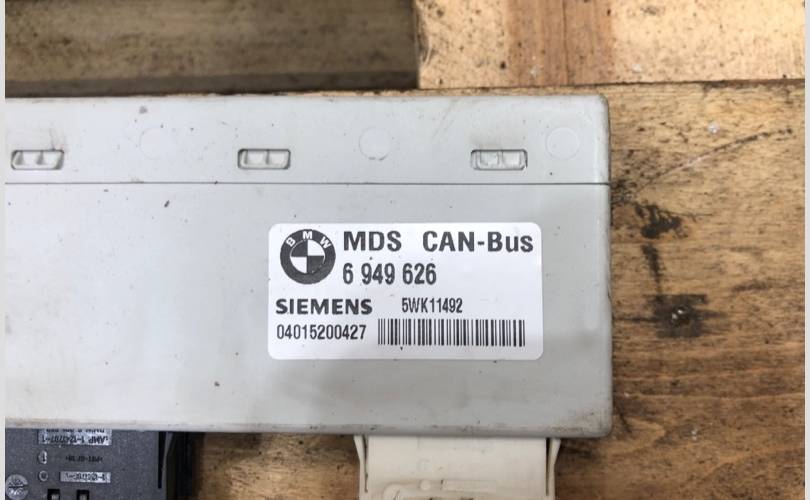 BMW
MDS CAN-Bus
6 949 626
SIEMENS 5WK11492
04015200427